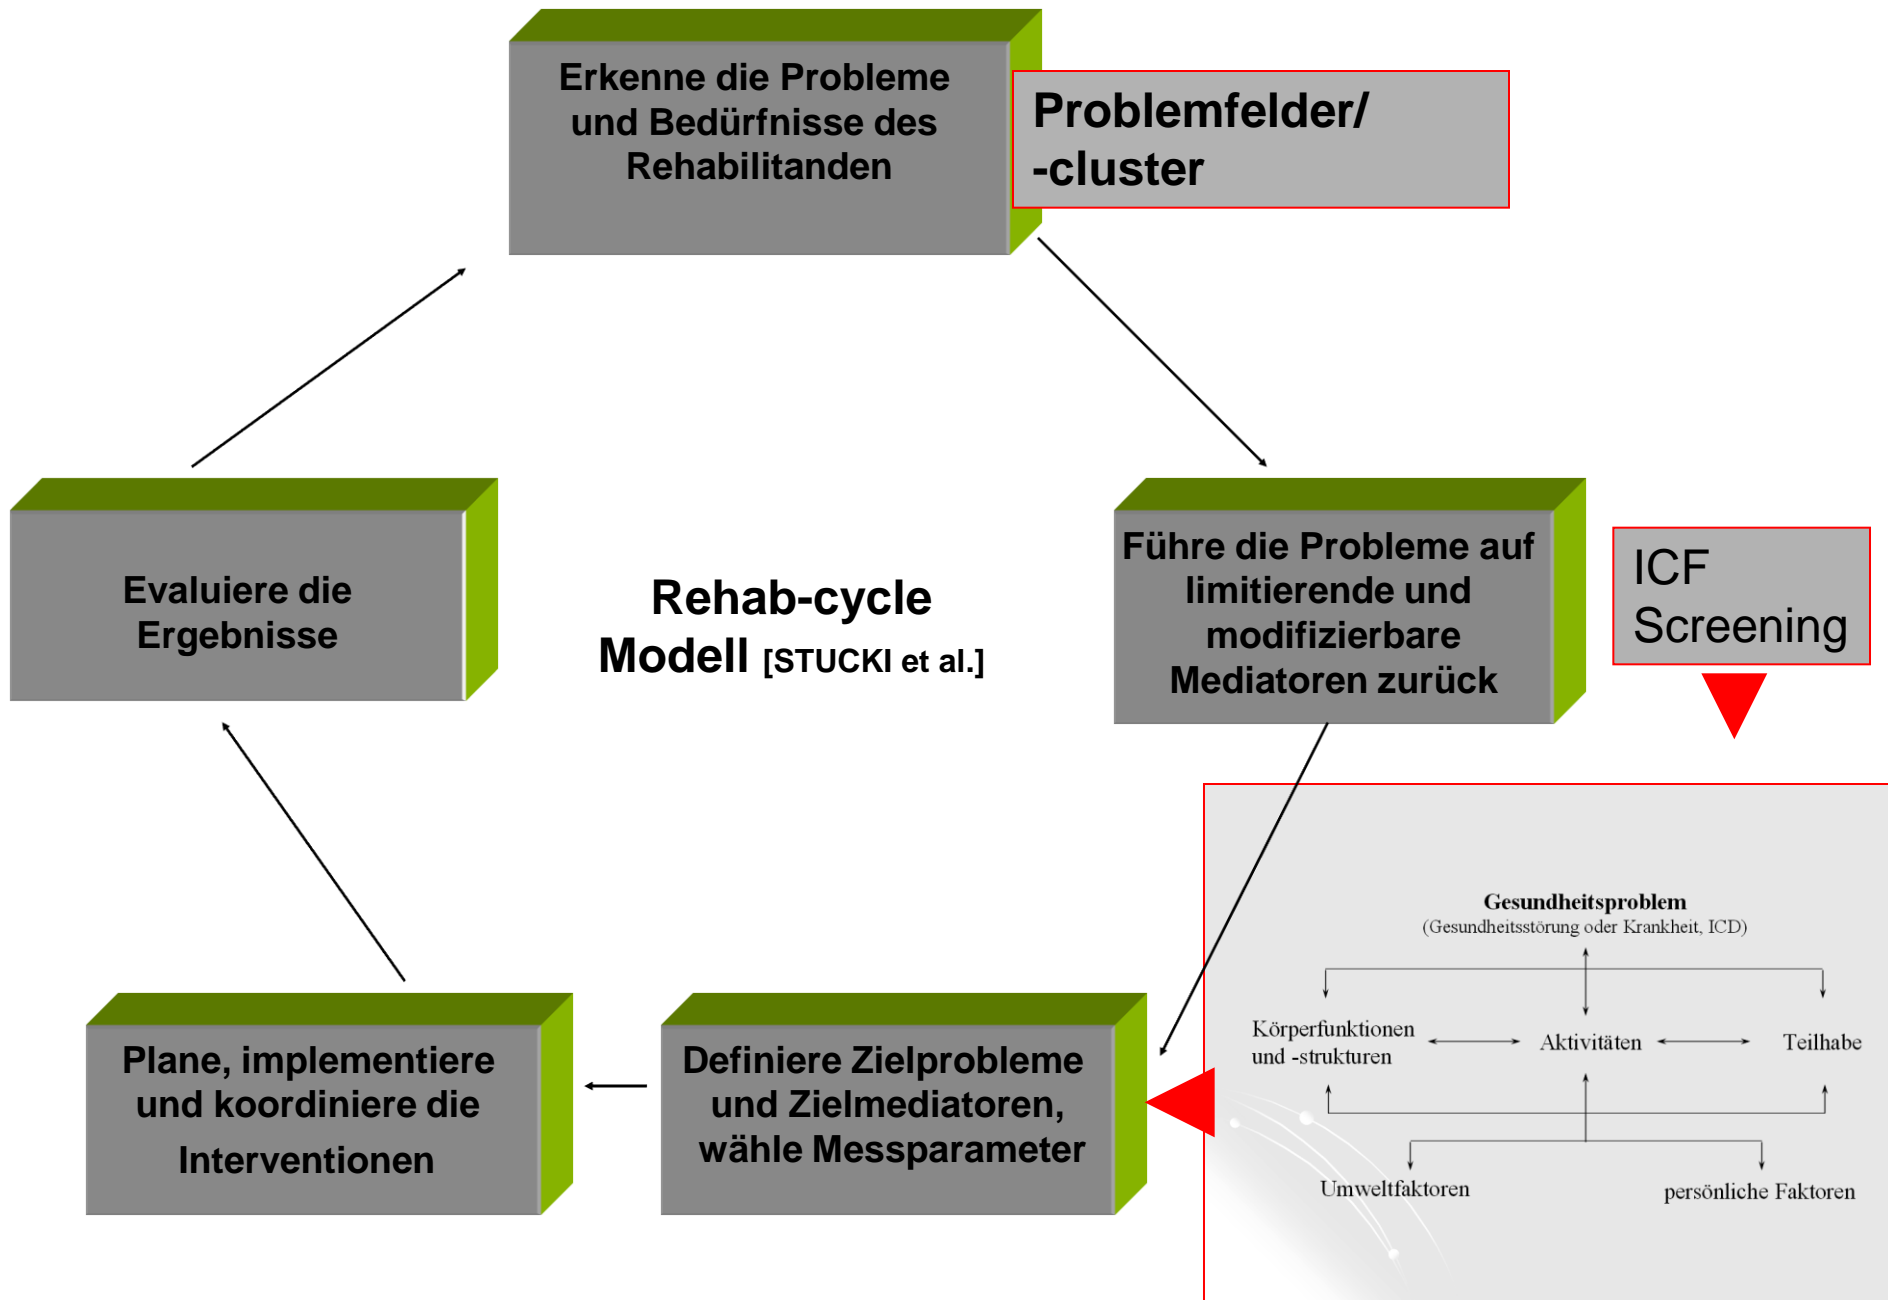 Erkenne die Probleme
und Bedürfnisse des
Rehabilitanden
Problemfelder/
-cluster
Führe die Probleme auf
limitierende und
modifizierbare
Mediatoren zurück
ICF
Screening
Evaluiere die
Ergebnisse
Rehab-cycle
Modell [STUCKI et al.]
Gesundheitsproblem
(Gesundheitsstörung oder Krankheit, ICD)
Körperfunktionen
und -strukturen
Aktivitäten
Teilhabe
Umweltfaktoren
persönliche Faktoren
Definiere Zielprobleme
und Zielmediatoren,
wähle Messparameter
Plane, implementiere
und koordiniere die
Interventionen